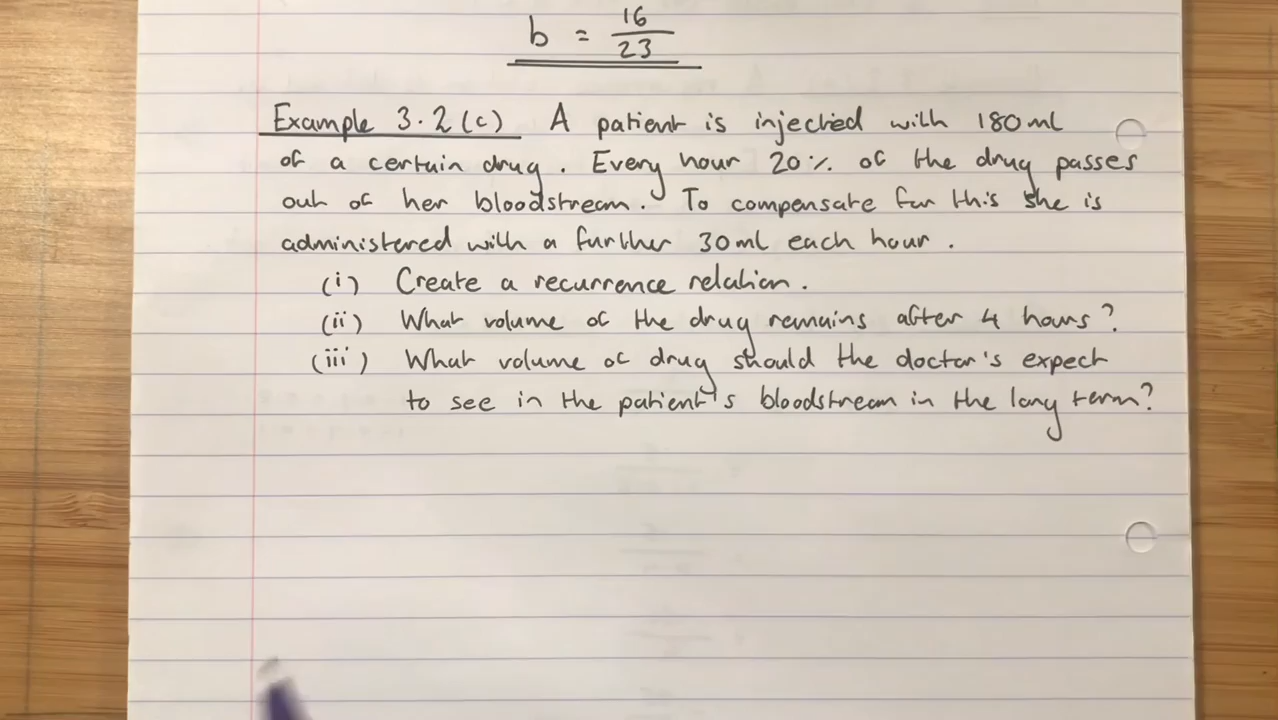 b = 16/23
Example 3.2(c) A patient is injected with 180ml
of a certain drug. Every hour 20% of the drug passes
out of her bloodstream. To compensate for this she is
administered with a further 30ml each hour.
(i) Create a recurrence relation.
(ii) What volume of the drug remains after 4 hours?
(iii) What volume of drug should the doctor's expect
to see in the patient's bloodstream in the long term?